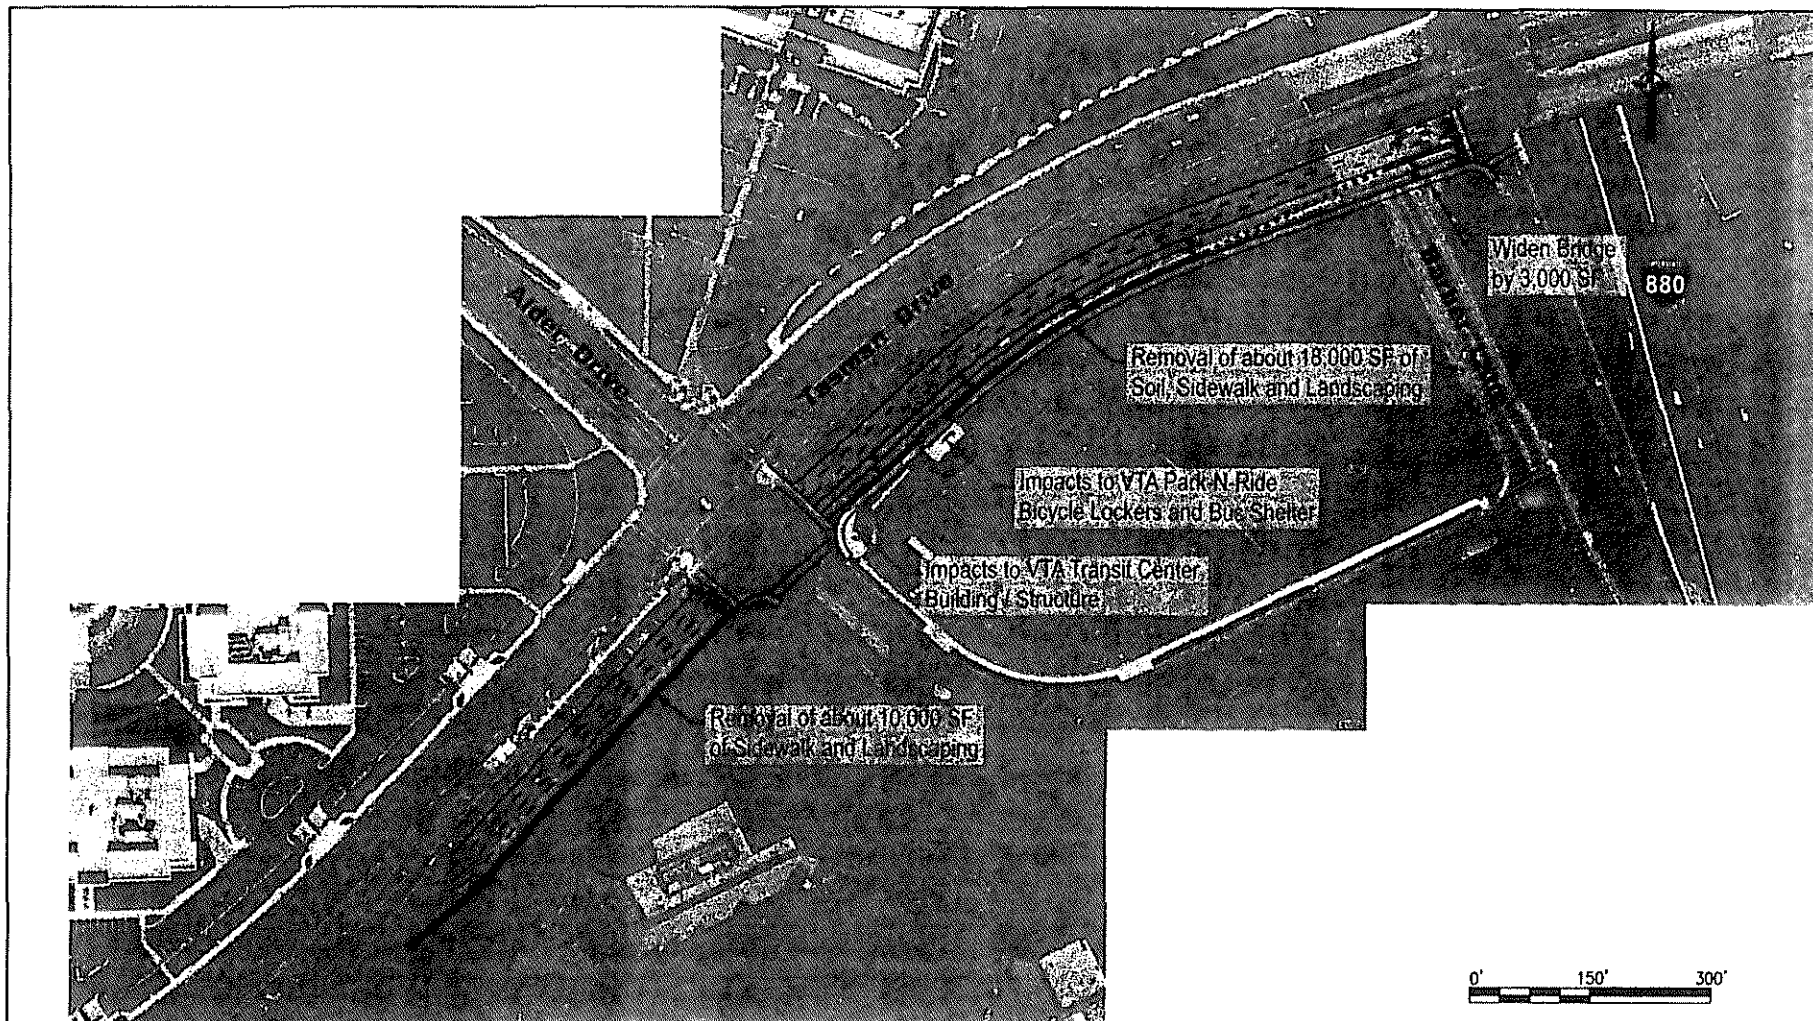 Widen Bridge
by 3,000 SF
880
Alder Drive
Tasman Drive
Removal of about 18,000 SF of
Soil, Sidewalk and Landscaping
Impacts to VTA Park-N-Ride
Bicycle Lockers and Bus Shelter
Impacts to VTA Transit Center
Building / Structure
Removal of about 10,000 SF
of Sidewalk and Landscaping
0' 150' 300'